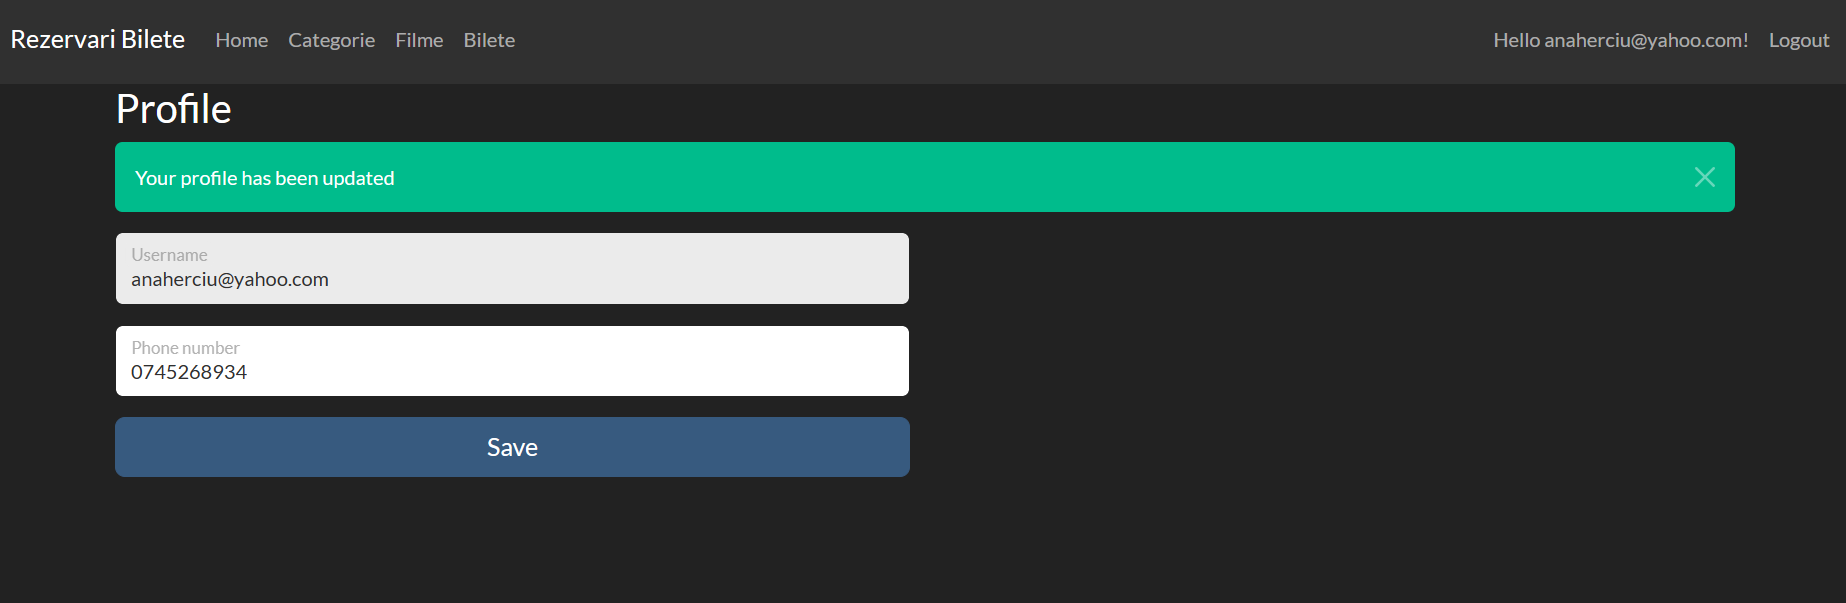 Rezervari Bilete Home Categorie Filme Bilete Hello anaherciu@yahoo.com! Logout
Profile
Your profile has been updated
Username
anaherciu@yahoo.com
Phone number
0745268934
Save